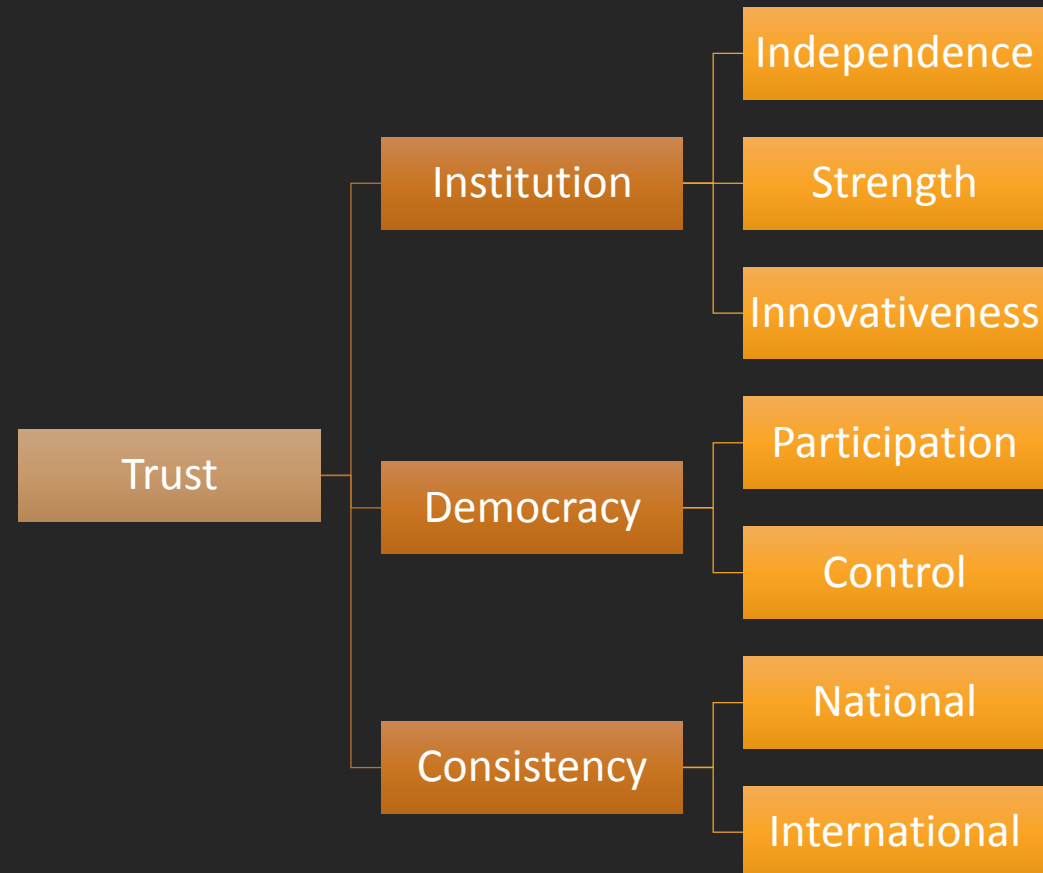 Trust
Institution
Independence
Strength
Innovativeness
Democracy
Participation
Control
Consistency
National
International